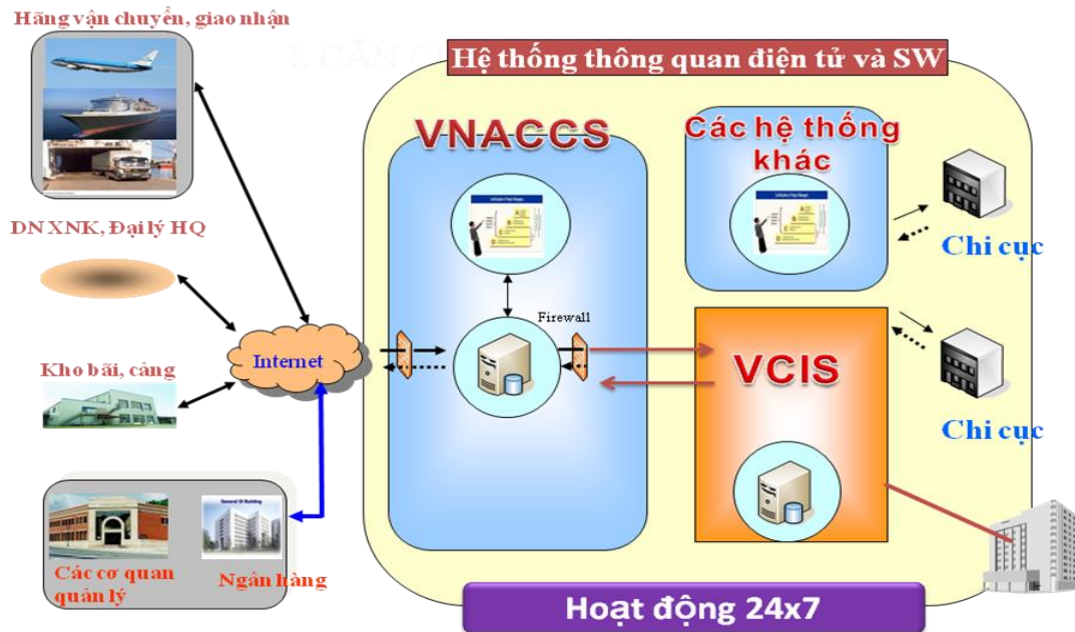 Hãng vận chuyển, giao nhận
I. CĂN C
Hệ thống thông quan điện tử và SW
VNACCS
Các hệ thống
khác
DN XNK, Đại lý HQ
Chi cục
Firewall
Internet
VCIS
Kho bãi, cảng
Chi cục
Các cơ quan
quản lý
Ngân hàng
Hoạt động 24x7